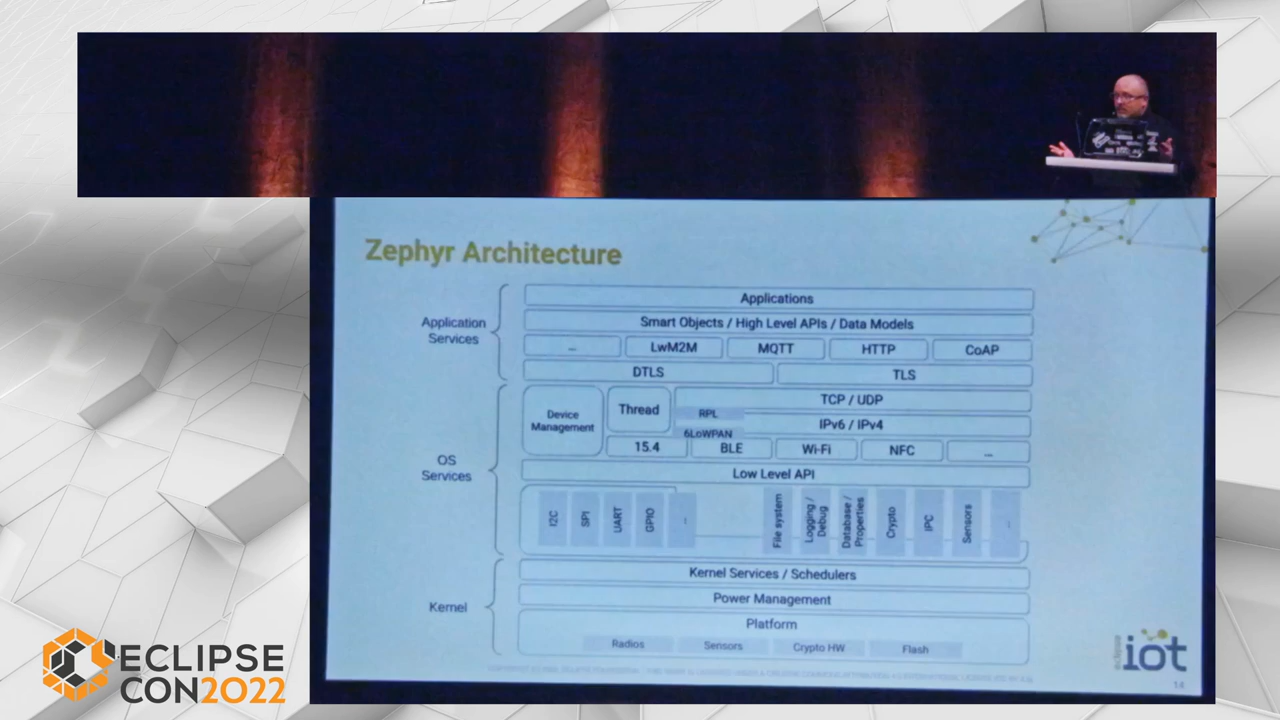 Zephyr Architecture
Application
Services
Applications
Smart Objects / High Level APIs / Data Models
...
LwM2M
MQTT
HTTP
CoAP
DTLS
TLS
OS
Services
Device
Management
Thread
TCP / UDP
RPL
IPv6 / IPv4
6LoWPAN
15.4
BLE
Wi-Fi
NFC
...
Low Level API
I2C
SPI
UART
GPIO
...
File system
Logging /
Debug
Database /
Properties
Crypto
IPC
Sensors
...
Kernel
Kernel Services / Schedulers
Power Management
Platform
Radios
Sensors
Crypto HW
Flash
eclipse
iot
14
ECLIPSE
CON2022